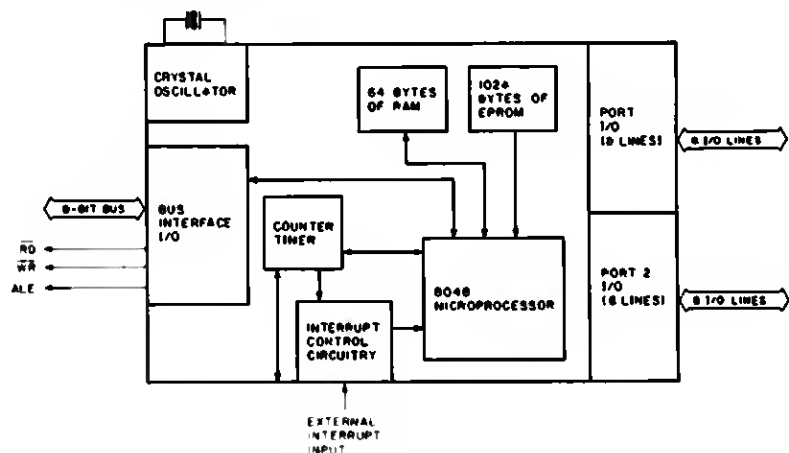 CRYSTAL
OSCILLATOR
64 BYTES
OF RAM
1024
BYTES OF
EPROM
PORT
I/O
(8 LINES)
8 I/O LINES
8-BIT BUS
BUS
INTERFACE
I/O
RD
WR
ALE
COUNTER
TIMER
8048
MICROPROCESSOR
INTERRUPT
CONTROL
CIRCUITRY
PORT 2
I/O
(8 LINES)
8 I/O LINES
EXTERNAL
INTERRUPT
INPUT